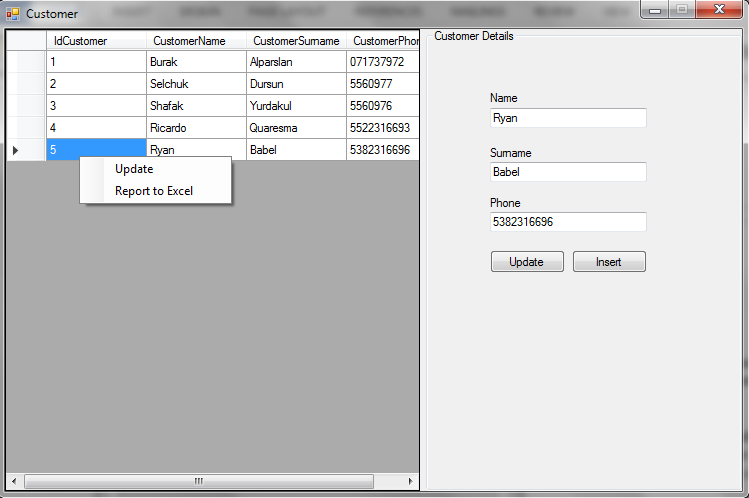 Customer
IdCustomer CustomerName CustomerSurname CustomerPhon
1 Burak Alparslan 071737972
2 Selchuk Dursun 5560977
3 Shafak Yurdakul 5560976
4 Ricardo Quaresma 5522316693
5 Ryan Babel 5382316696
Update
Report to Excel
Customer Details
Name
Ryan
Surname
Babel
Phone
5382316696
Update Insert